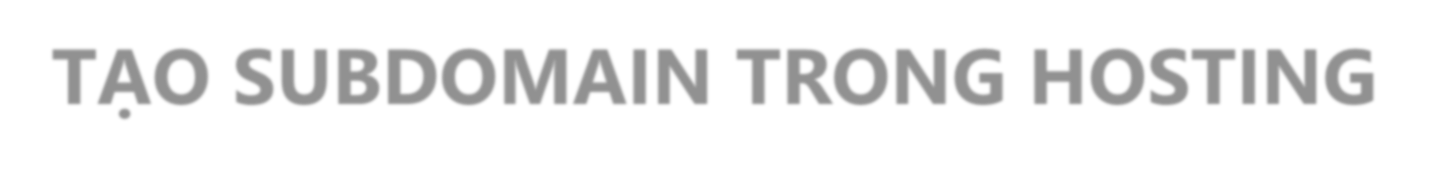 TẠO SUBDOMAIN TRONG HOSTING